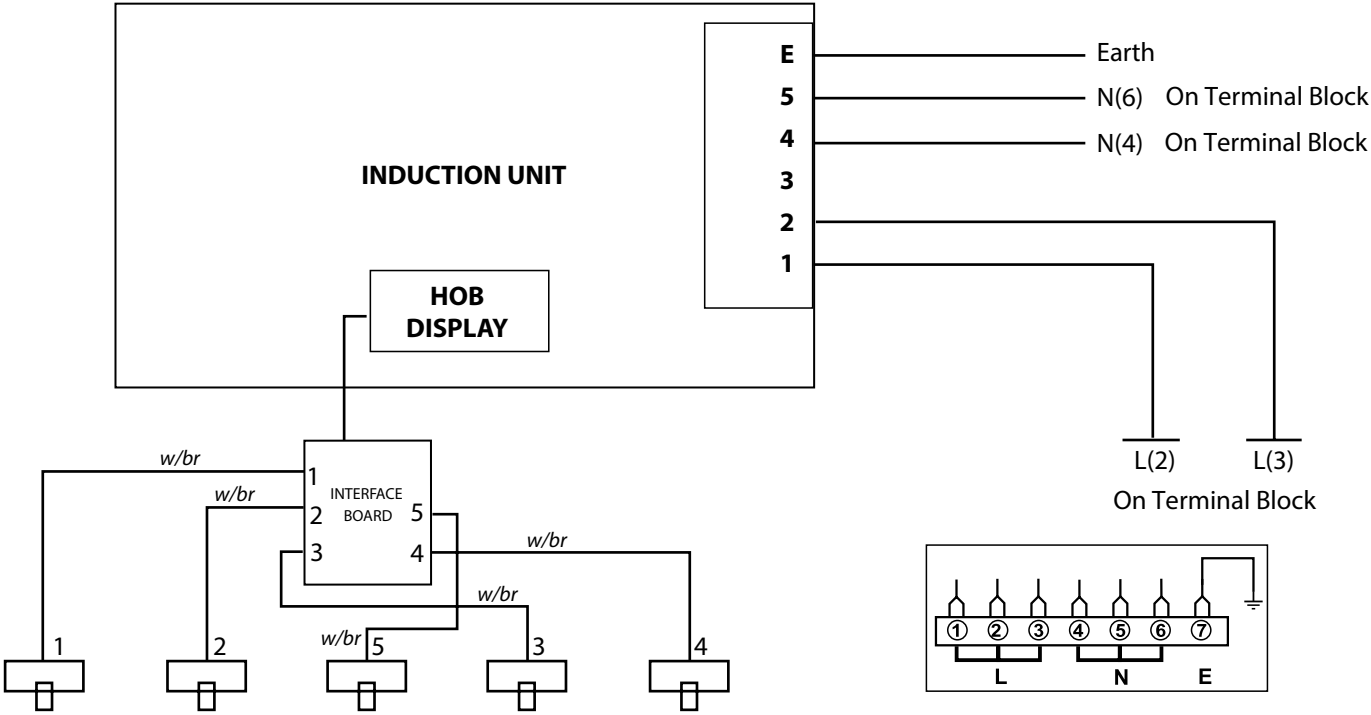 E Earth
5 N(6) On Terminal Block
4 N(4) On Terminal Block
3
2
1
INDUCTION UNIT
HOB
DISPLAY
L(2) L(3)
On Terminal Block
w/br
w/br
w/br
w/br
w/br
1
2
3
5
4
INTERFACE
BOARD
1 2 5 3 4
1 2 3 4 5 6 7
L N E